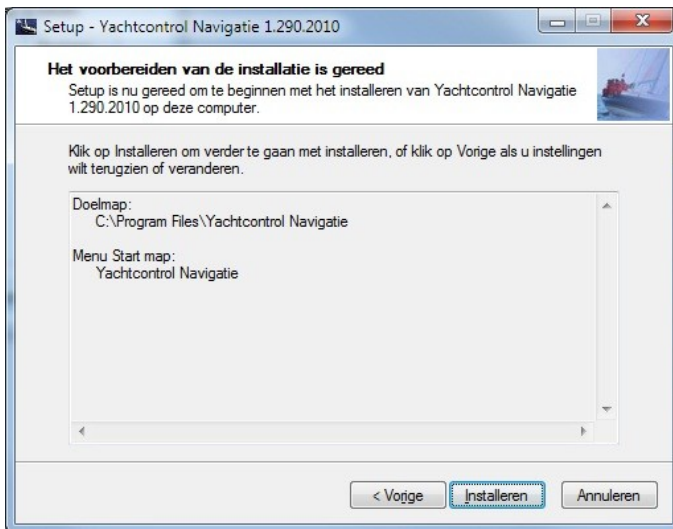 Setup - Yachtcontrol Navigatie 1.290.2010
Het voorbereiden van de installatie is gereed
Setup is nu gereed om te beginnen met het installeren van Yachtcontrol Navigatie
1.290.2010 op deze computer.
Klik op Installeren om verder te gaan met installeren, of klik op Vorige als u instellingen
wilt terugzien of veranderen.
Doelmap:
C:\Program Files\Yachtcontrol Navigatie
Menu Start map:
Yachtcontrol Navigatie
< Vorige
Installeren
Annuleren